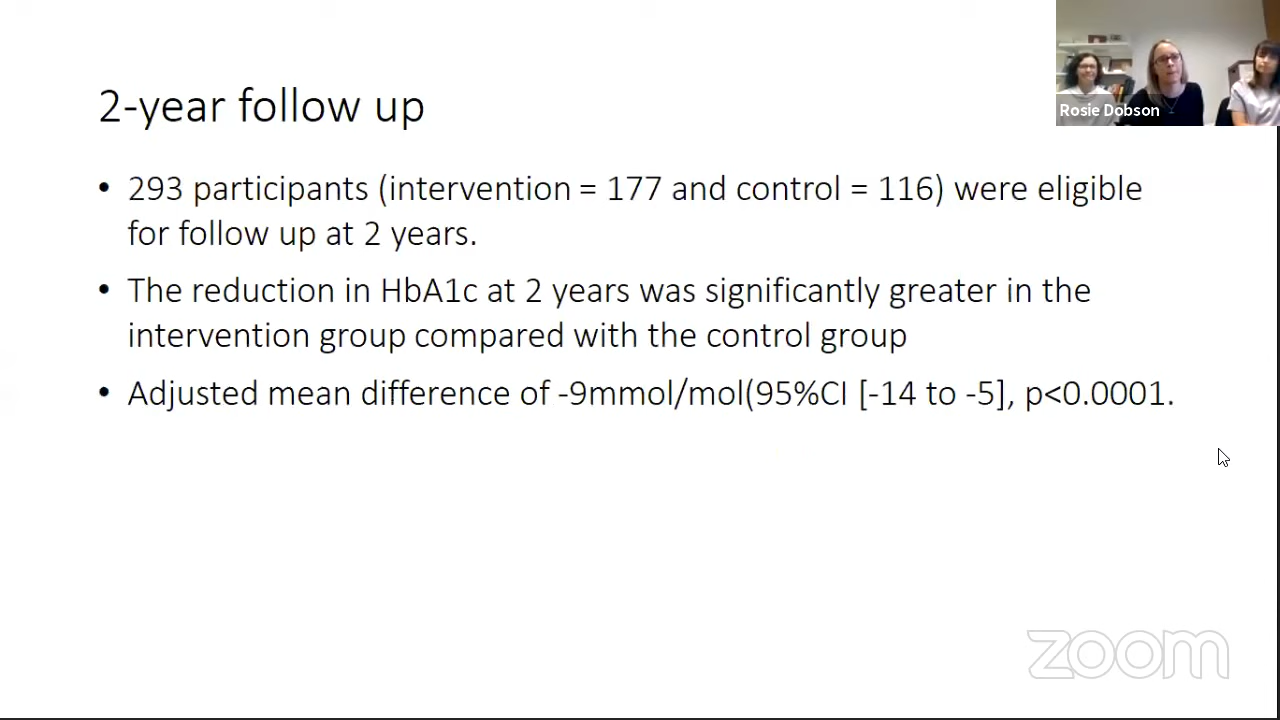 Rosie Dobson
2-year follow up
• 293 participants (intervention = 177 and control = 116) were eligible
for follow up at 2 years.
• The reduction in HbA1c at 2 years was significantly greater in the
intervention group compared with the control group
• Adjusted mean difference of -9mmol/mol(95%CI [-14 to -5], p<0.0001.
zoom